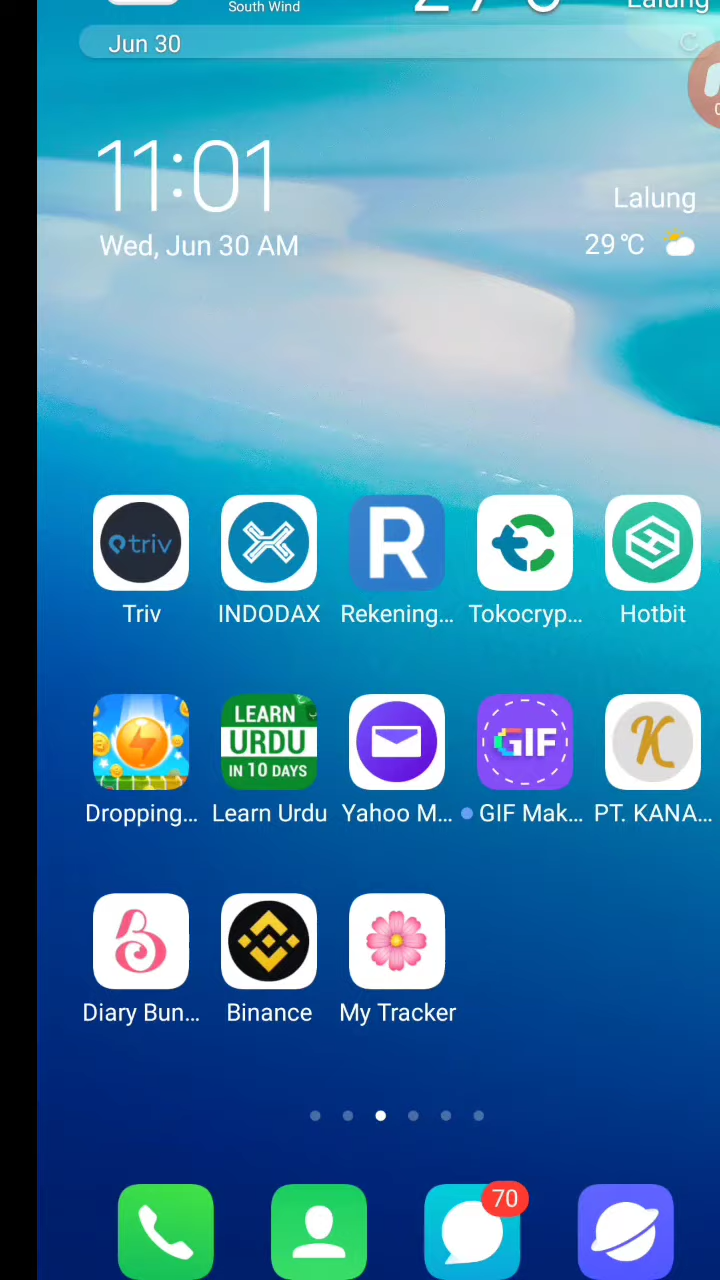 South Wind
Lalung
Jun 30
11:01
Wed, Jun 30 AM
Lalung
29℃
triv
R
Triv
INDODAX
Rekening...
Tokocryp...
Hotbit
LEARN
URDU
IN 10 DAYS
GIF
K
Dropping...
Learn Urdu
Yahoo M...
GIF Mak...
PT. KANA...
B
Diary Bun...
Binance
My Tracker
70